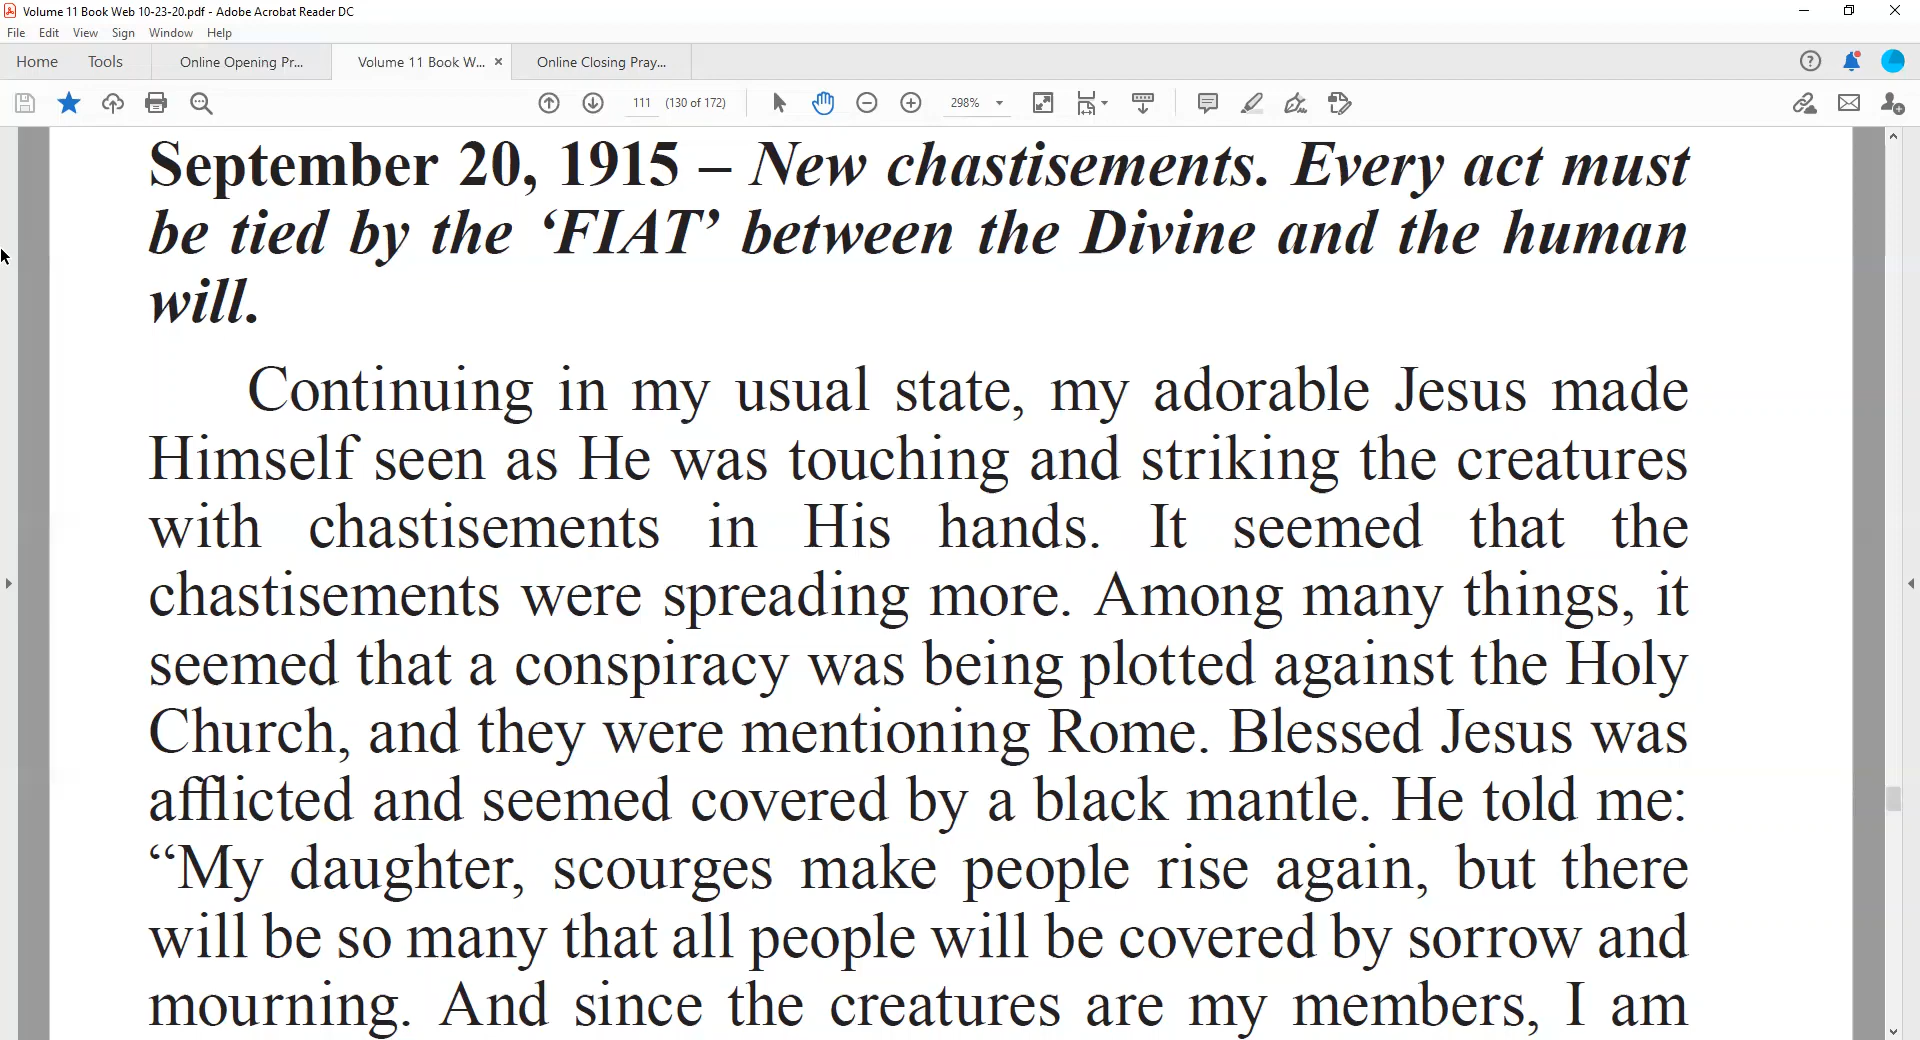 Volume 11 Book Web 10-23-20.pdf - Adobe Acrobat Reader DC
File Edit View Sign Window Help
Home Tools Online Opening Pr... Volume 11 Book W... × Online Closing Pray...
111 (130 of 172) 298%
September 20, 1915 – New chastisements. Every act must
be tied by the ‘FIAT’ between the Divine and the human
will.
Continuing in my usual state, my adorable Jesus made
Himself seen as He was touching and striking the creatures
with chastisements in His hands. It seemed that the
chastisements were spreading more. Among many things, it
seemed that a conspiracy was being plotted against the Holy
Church, and they were mentioning Rome. Blessed Jesus was
afflicted and seemed covered by a black mantle. He told me:
“My daughter, scourges make people rise again, but there
will be so many that all people will be covered by sorrow and
mourning. And since the creatures are my members, I am